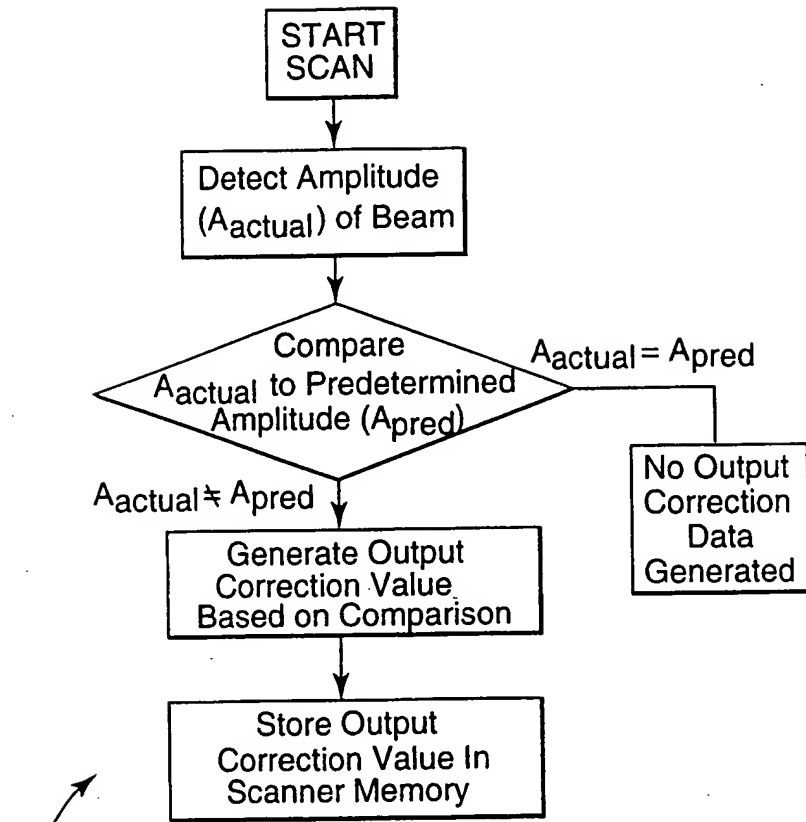 START
SCAN
Detect Amplitude
(Aactual) of Beam
Compare
Aactual to Predetermined
Amplitude (Apred)
Aactual = Apred
No Output
Correction
Data
Generated
Aactual ≠ Apred
Generate Output
Correction Value
Based on Comparison
Store Output
Correction Value In
Scanner Memory